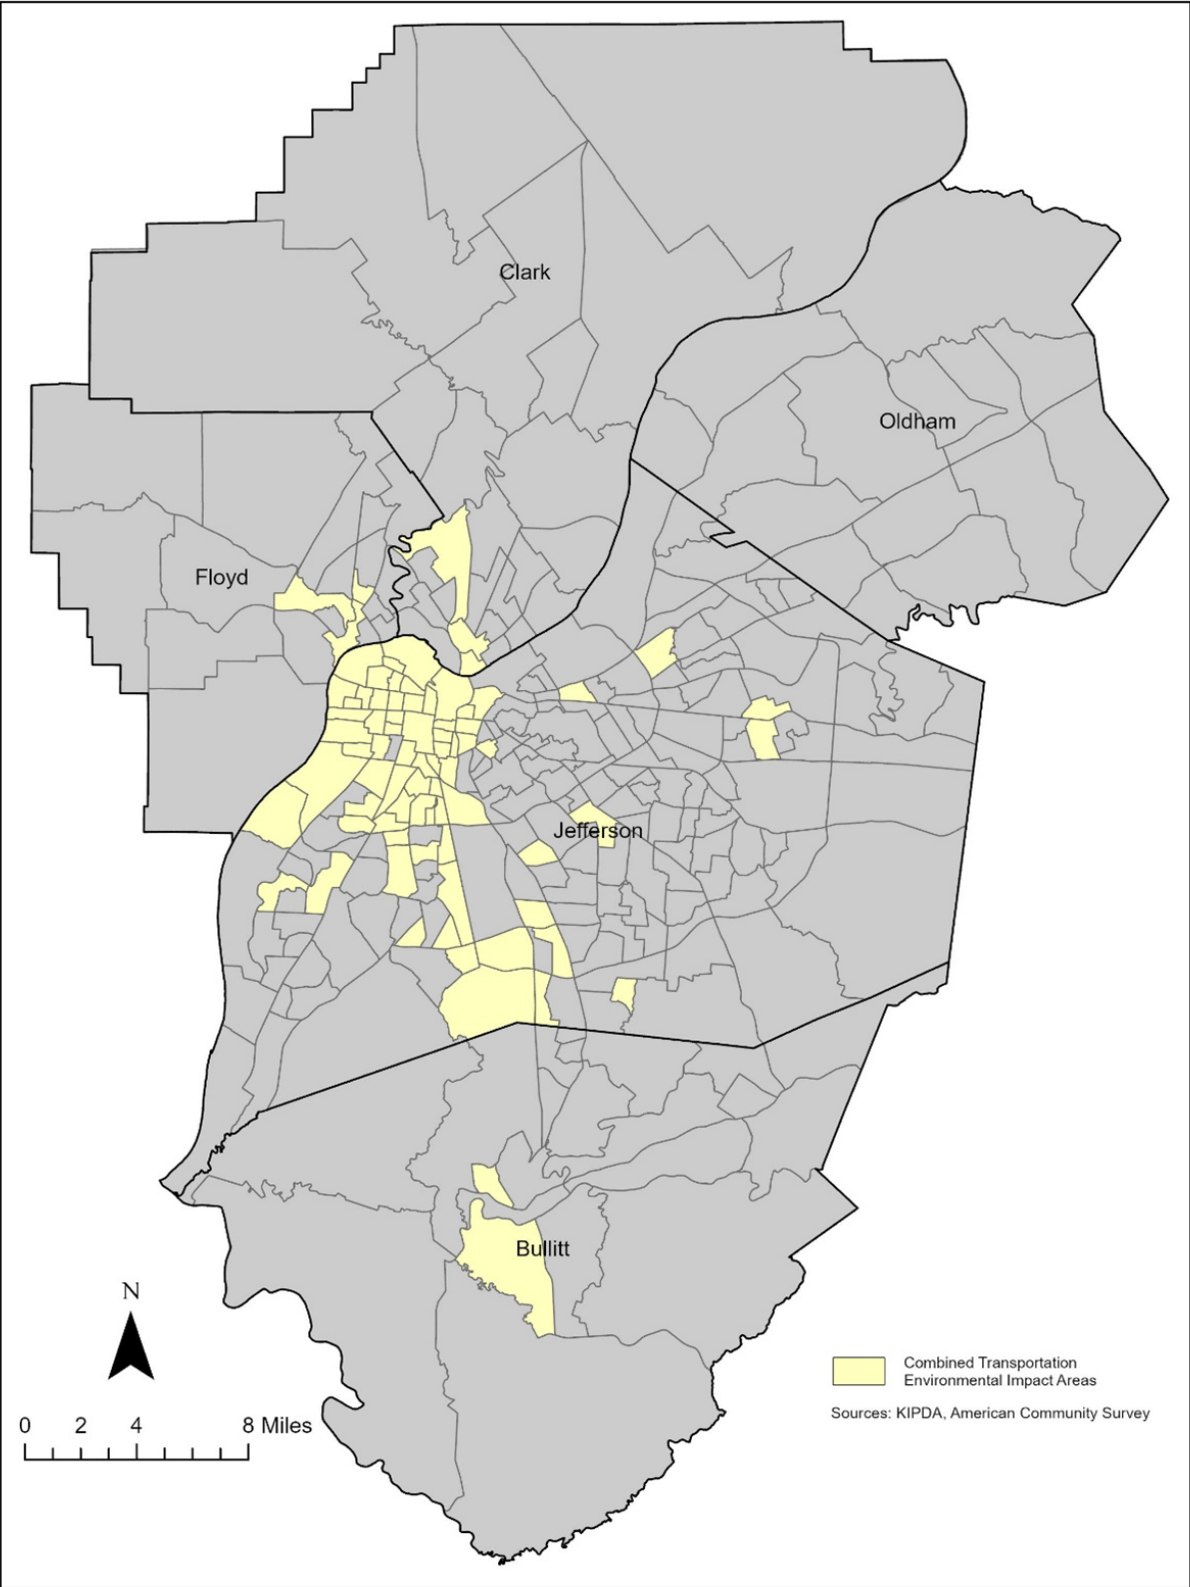 Clark
Oldham
Floyd
Jefferson
Bullitt
N
0 2 4 8 Miles
Combined Transportation
Environmental Impact Areas
Sources: KIPDA, American Community Survey